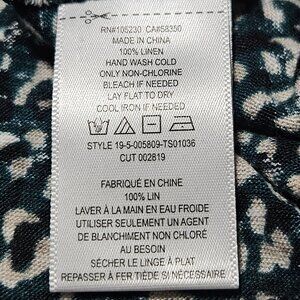 RN#105230 CA#58350
MADE IN CHINA
100% LINEN
HAND WASH COLD
ONLY NON-CHLORINE
BLEACH IF NEEDED
LAY FLAT TO DRY
COOL IRON IF NEEDED
STYLE 19-5-005809-TS01036
CUT 002819
FABRIQUÉ EN CHINE
100% LIN
LAVER À LA MAIN EN EAU FROIDE
UTILISER SEULEMENT UN AGENT
DE BLANCHIMENT NON CHLORÉ
AU BESOIN
SÉCHER LE LINGE À PLAT
REPASSER À FER TIÈDE SI NÉCESSAIRE